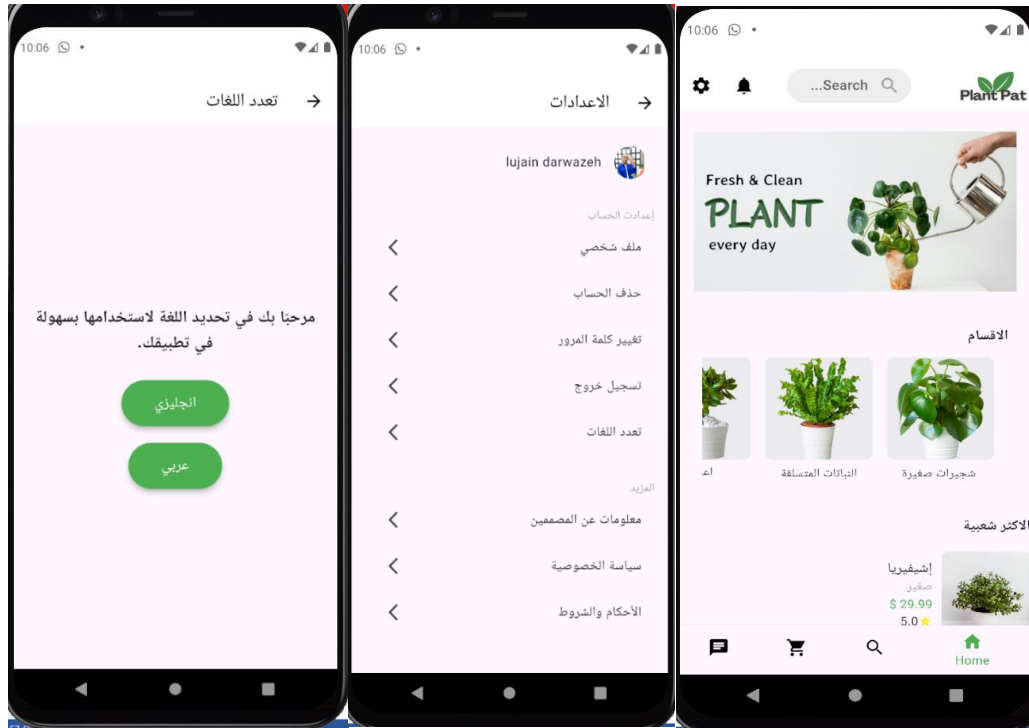 10:06
تعدد اللغات
مرحبًا بك في تحديد اللغة لاستخدامها بسهولة
في تطبيقك.
انجليزي
عربي
10:06
الاعدادات
lujain darwazeh
إعدادت الحساب
ملف شخصي
حذف الحساب
تغيير كلمة المرور
تسجيل خروج
تعدد اللغات
المزيد
معلومات عن المصممين
سياسة الخصوصية
الأحكام والشروط
10:06
...Search
Plant Pat
Fresh & Clean
PLANT
every day
الاقسام
شجيرات صغيرة
النباتات المتسلقة
اعـ
الاكثر شعبية
إشيفيريا
صغير
$ 29.99
5.0
Home